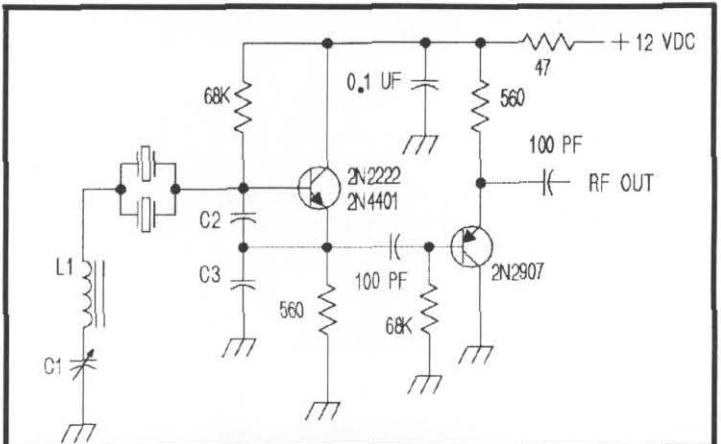 + 12 VDC
47
0.1 UF
68K
560
100 PF
RF OUT
2N2222
2N4401
C2
L1
C3
100 PF
2N2907
560
68K
C1